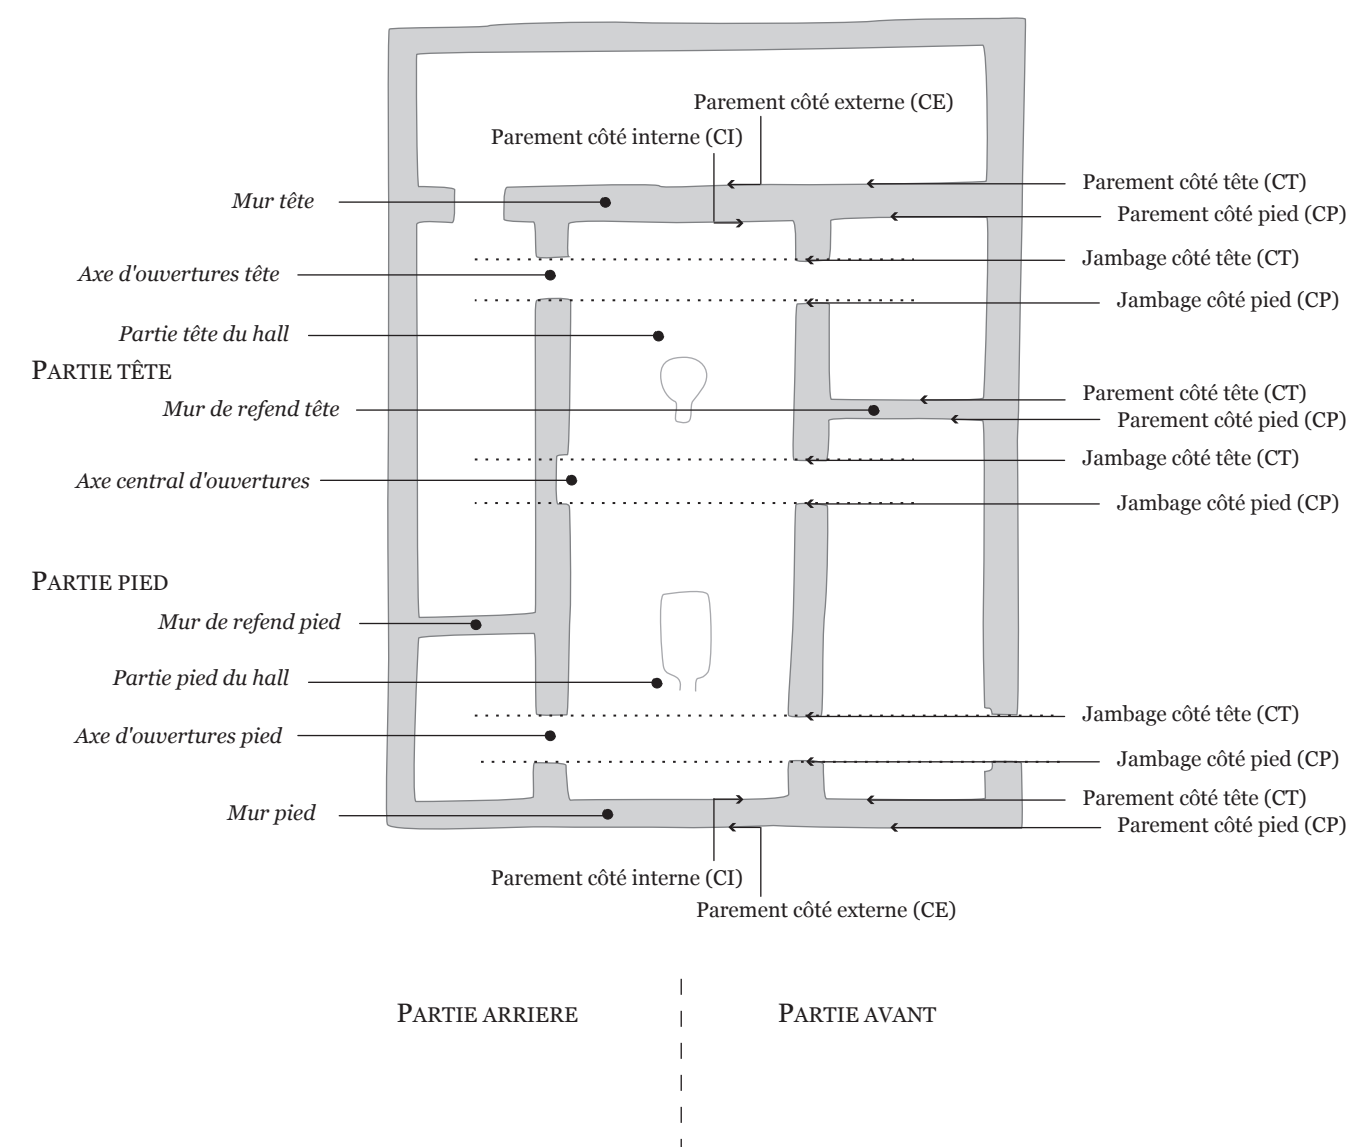 Parement côté externe (CE)
Parement côté interne (CI)
Mur tête
Parement côté tête (CT)
Parement côté pied (CP)
Axe d'ouvertures tête
Jambage côté tête (CT)
Jambage côté pied (CP)
Partie tête du hall
PARTIE TÊTE
Mur de refend tête
Parement côté tête (CT)
Parement côté pied (CP)
Jambage côté tête (CT)
Axe central d'ouvertures
Jambage côté pied (CP)
PARTIE PIED
Mur de refend pied
Partie pied du hall
Jambage côté tête (CT)
Axe d'ouvertures pied
Jambage côté pied (CP)
Mur pied
Parement côté tête (CT)
Parement côté pied (CP)
Parement côté interne (CI)
Parement côté externe (CE)
PARTIE ARRIERE
PARTIE AVANT